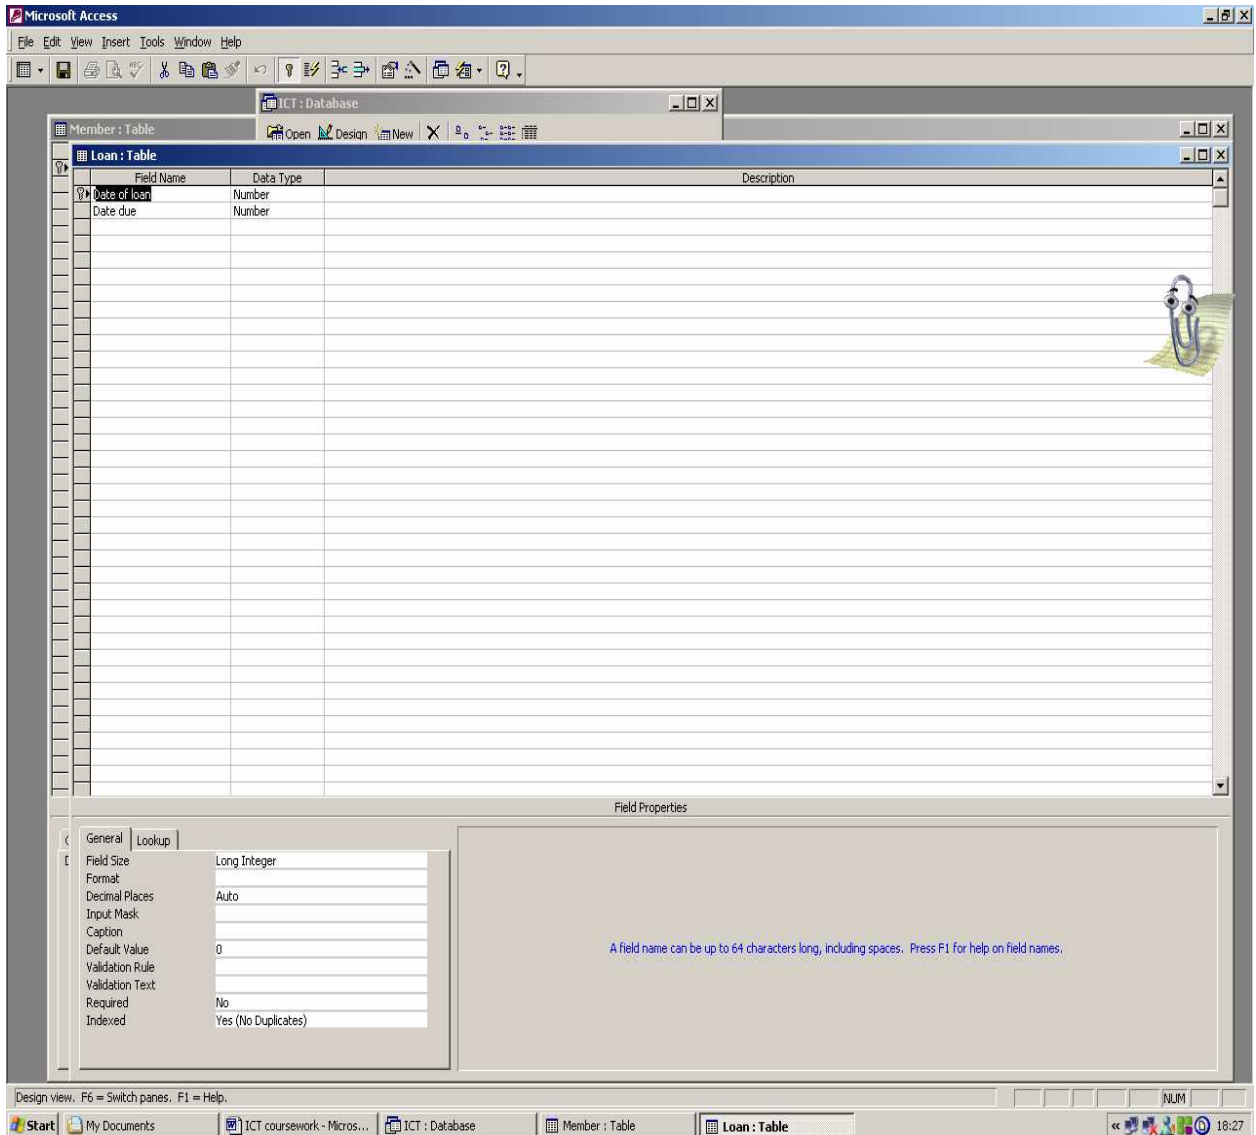 Microsoft Access
File Edit View Insert Tools Window Help
ICT : Database
Member : Table
Open Design New
Loan : Table
Field Name Data Type Description
Date of loan Number
Date due Number
Field Properties
General Lookup
Field Size Long Integer
Format
Decimal Places Auto
Input Mask
Caption
Default Value 0
Validation Rule
Validation Text
Required No
Indexed Yes (No Duplicates)
A field name can be up to 64 characters long, including spaces. Press F1 for help on field names.
Design view. F6 = Switch panes. F1 = Help.
NUM
Start My Documents ICT coursework - Micros... ICT : Database Member : Table Loan : Table « 18:27